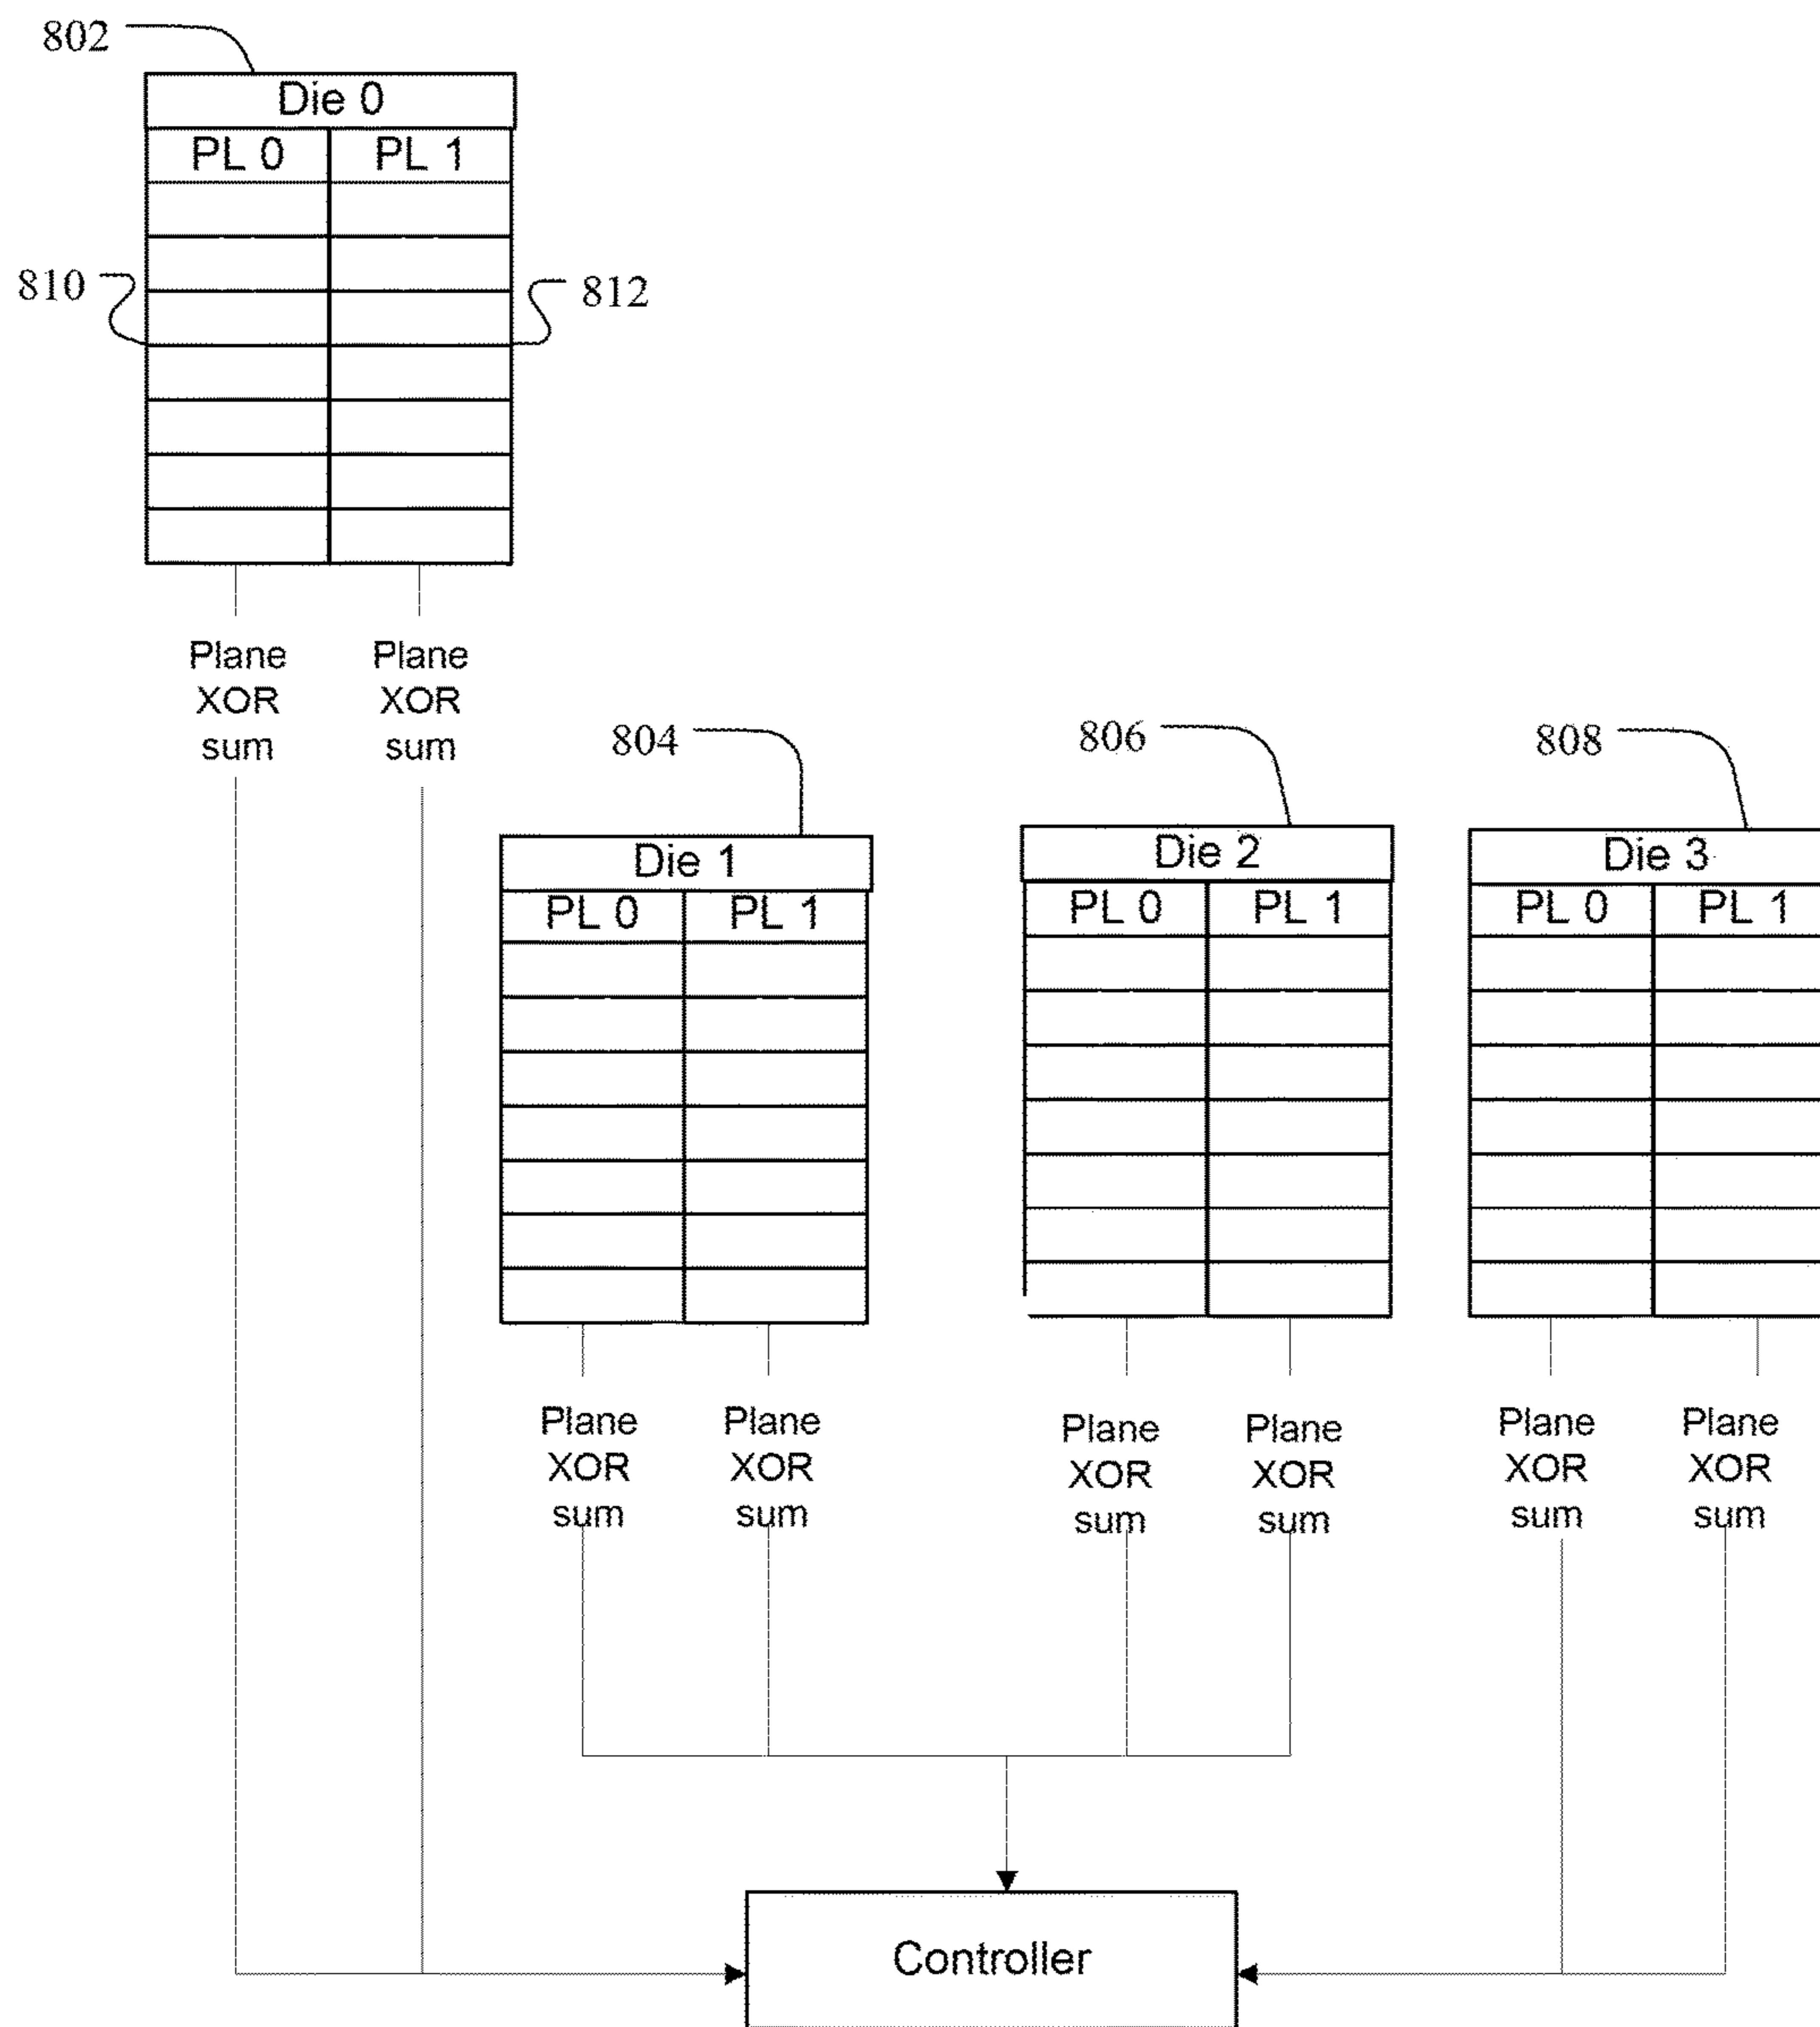 802
Die 0
PL 0 PL 1
810
812
Plane Plane
XOR XOR
sum sum
804
806
808
Die 1
Die 2
Die 3
PL 0 PL 1
PL 0 PL 1
PL 0 PL 1
Plane Plane
XOR XOR
sum sum
Plane Plane
XOR XOR
sum sum
Plane Plane
XOR XOR
sum sum
Controller